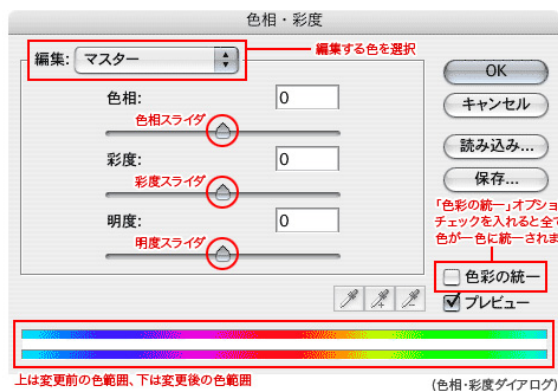 色相・彩度
編集: マスター
編集する色を選択
OK
色相: 0
キャンセル
色相スライダ
読み込み...
彩度: 0
彩度スライダ
保存...
「色彩の統一」オプショ
チェックを入れると全て
色が一色に統一されま
明度: 0
明度スライダ
色彩の統一
プレビュー
上は変更前の色範囲、下は変更後の色範囲
(色相・彩度ダイアログ)